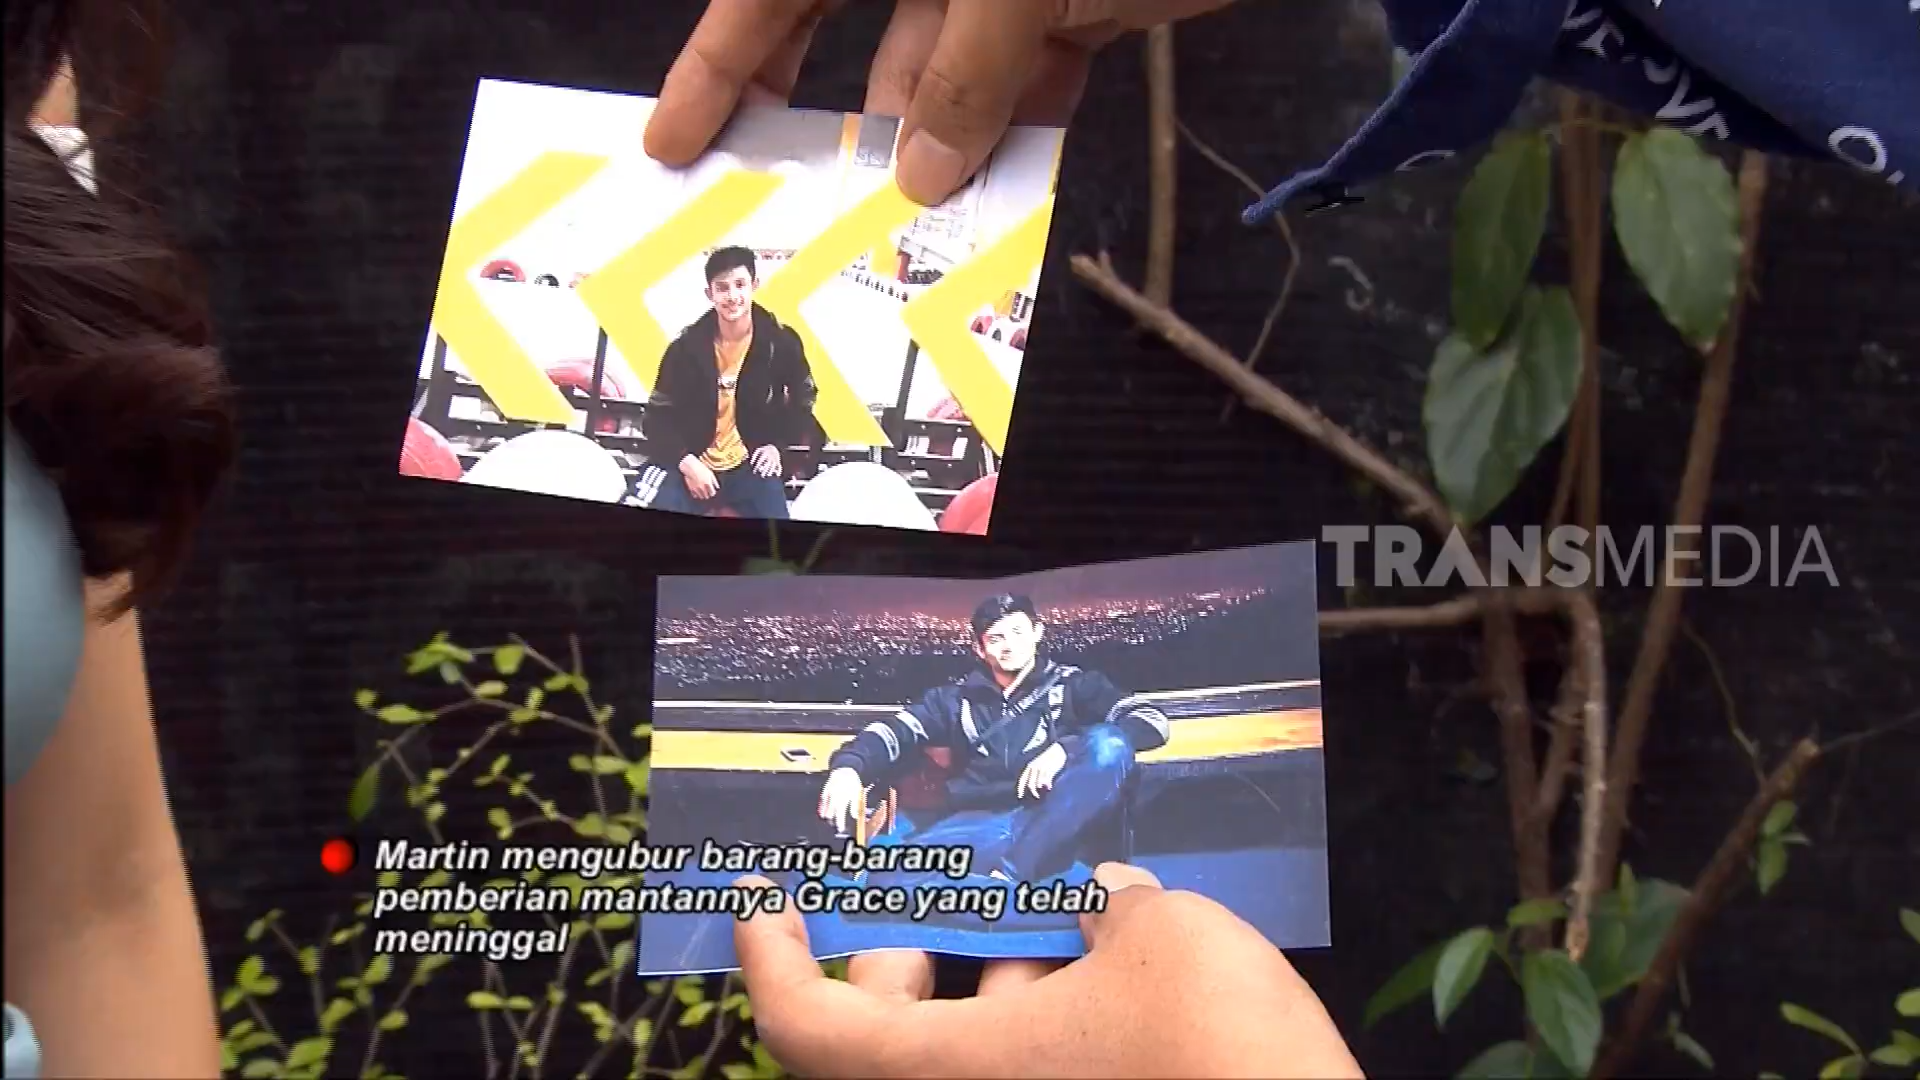 TRANSMEDIA
Martin mengubur barang-barang
pemberian mantannya Grace yang telah
meninggal